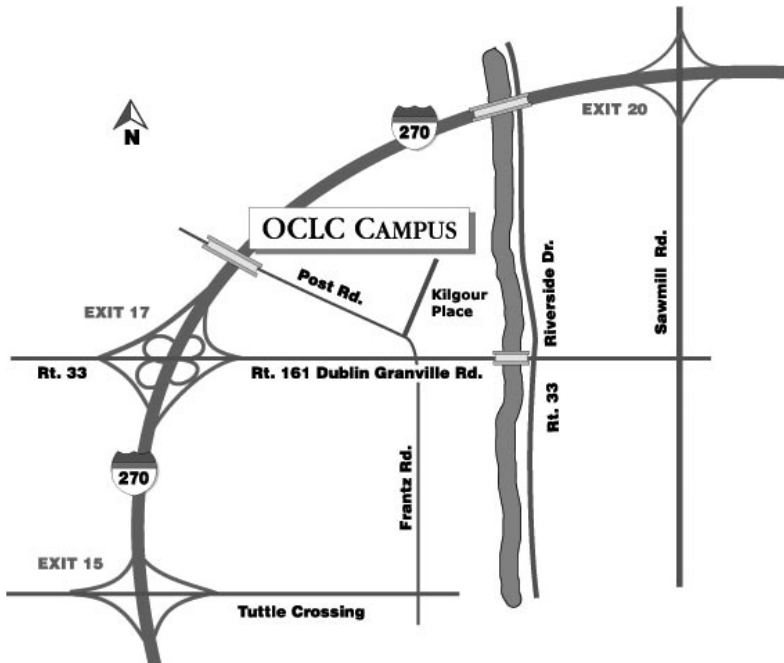 EXIT 20
270
N
OCLC CAMPUS
Sawmill Rd.
Riverside Dr.
Post Rd.
Kilgour
Place
EXIT 17
Rt. 33
Rt. 161 Dublin Granville Rd.
Rt. 33
Frantz Rd.
270
EXIT 15
Tuttle Crossing